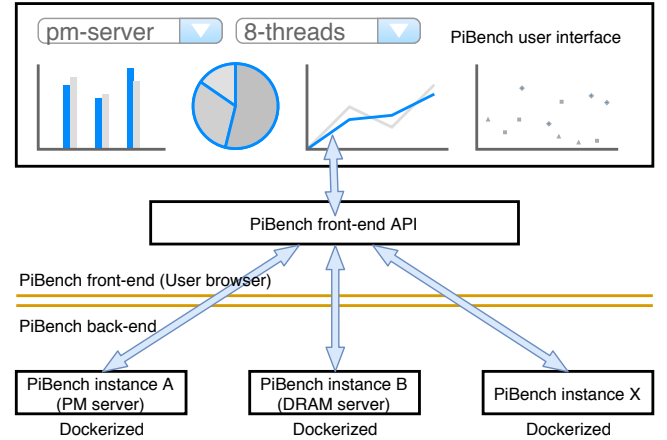 pm-server
8-threads
PiBench user interface
PiBench front-end API
PiBench front-end (User browser)
PiBench back-end
PiBench instance A
(PM server)
PiBench instance B
(DRAM server)
PiBench instance X
Dockerized
Dockerized
Dockerized